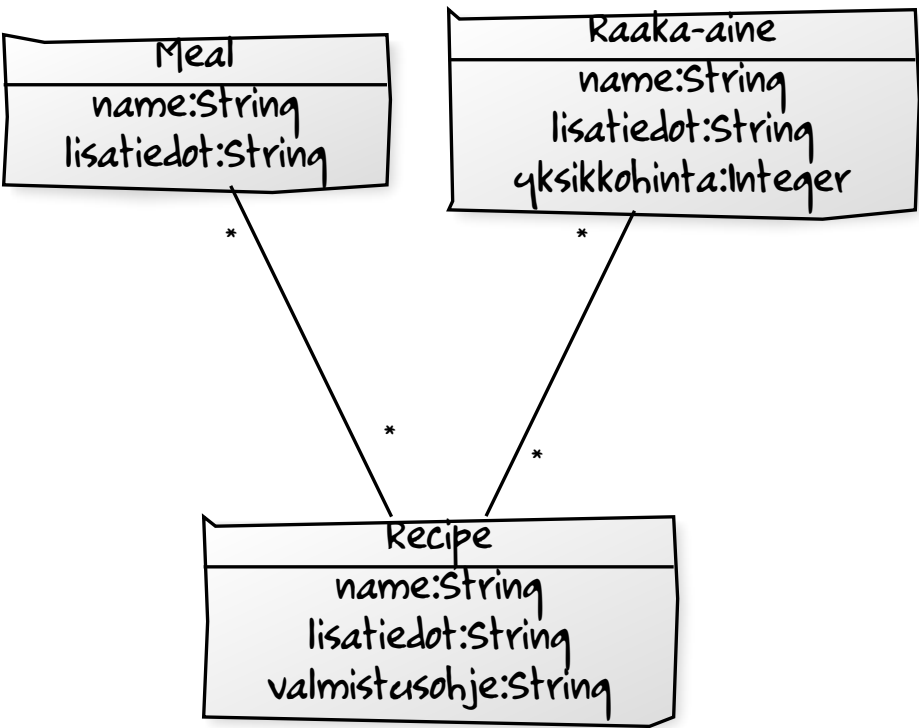 Meal
name:String
lisatiedot:String
Raaka-aine
name:String
lisatiedot:String
yksikkohinta:Integer
*
*
*
*
Recipe
name:String
lisatiedot:String
valmistusohje:String